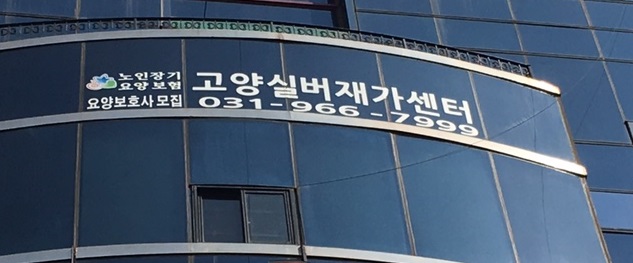 노인장기
요양보험
요양보호사 모집
고양실버재가센터
031-966-7999